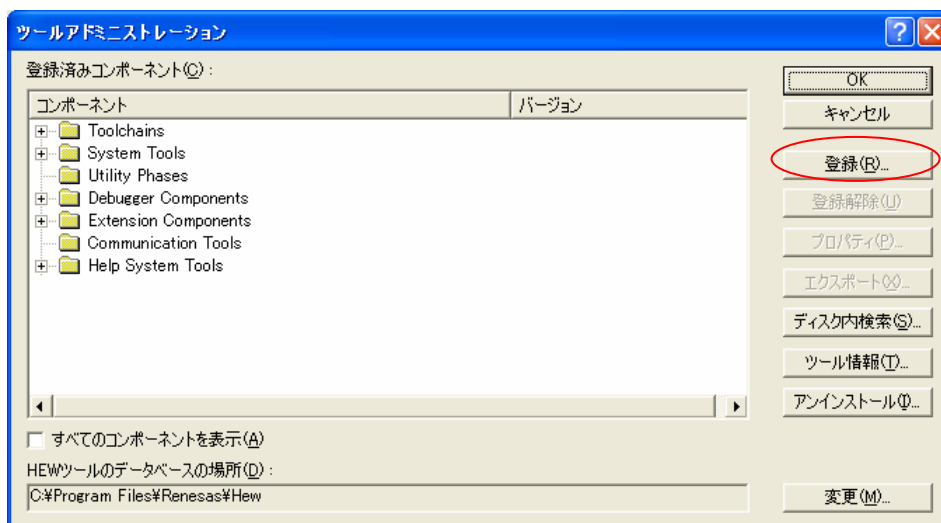 ツールアドミニストレーション
登録済みコンポーネント(C):
コンポーネント バージョン
Toolchains
System Tools
Utility Phases
Debugger Components
Extension Components
Communication Tools
Help System Tools
OK
キャンセル
登録(R)...
登録解除(U)
プロパティ(P)...
エクスポート(X)...
ディスク内検索(S)...
ツール情報(T)...
アンインストール(I)...
すべてのコンポーネントを表示(A)
HEWツールのデータベースの場所(D):
C:¥Program Files¥Renesas¥Hew
変更(M)...